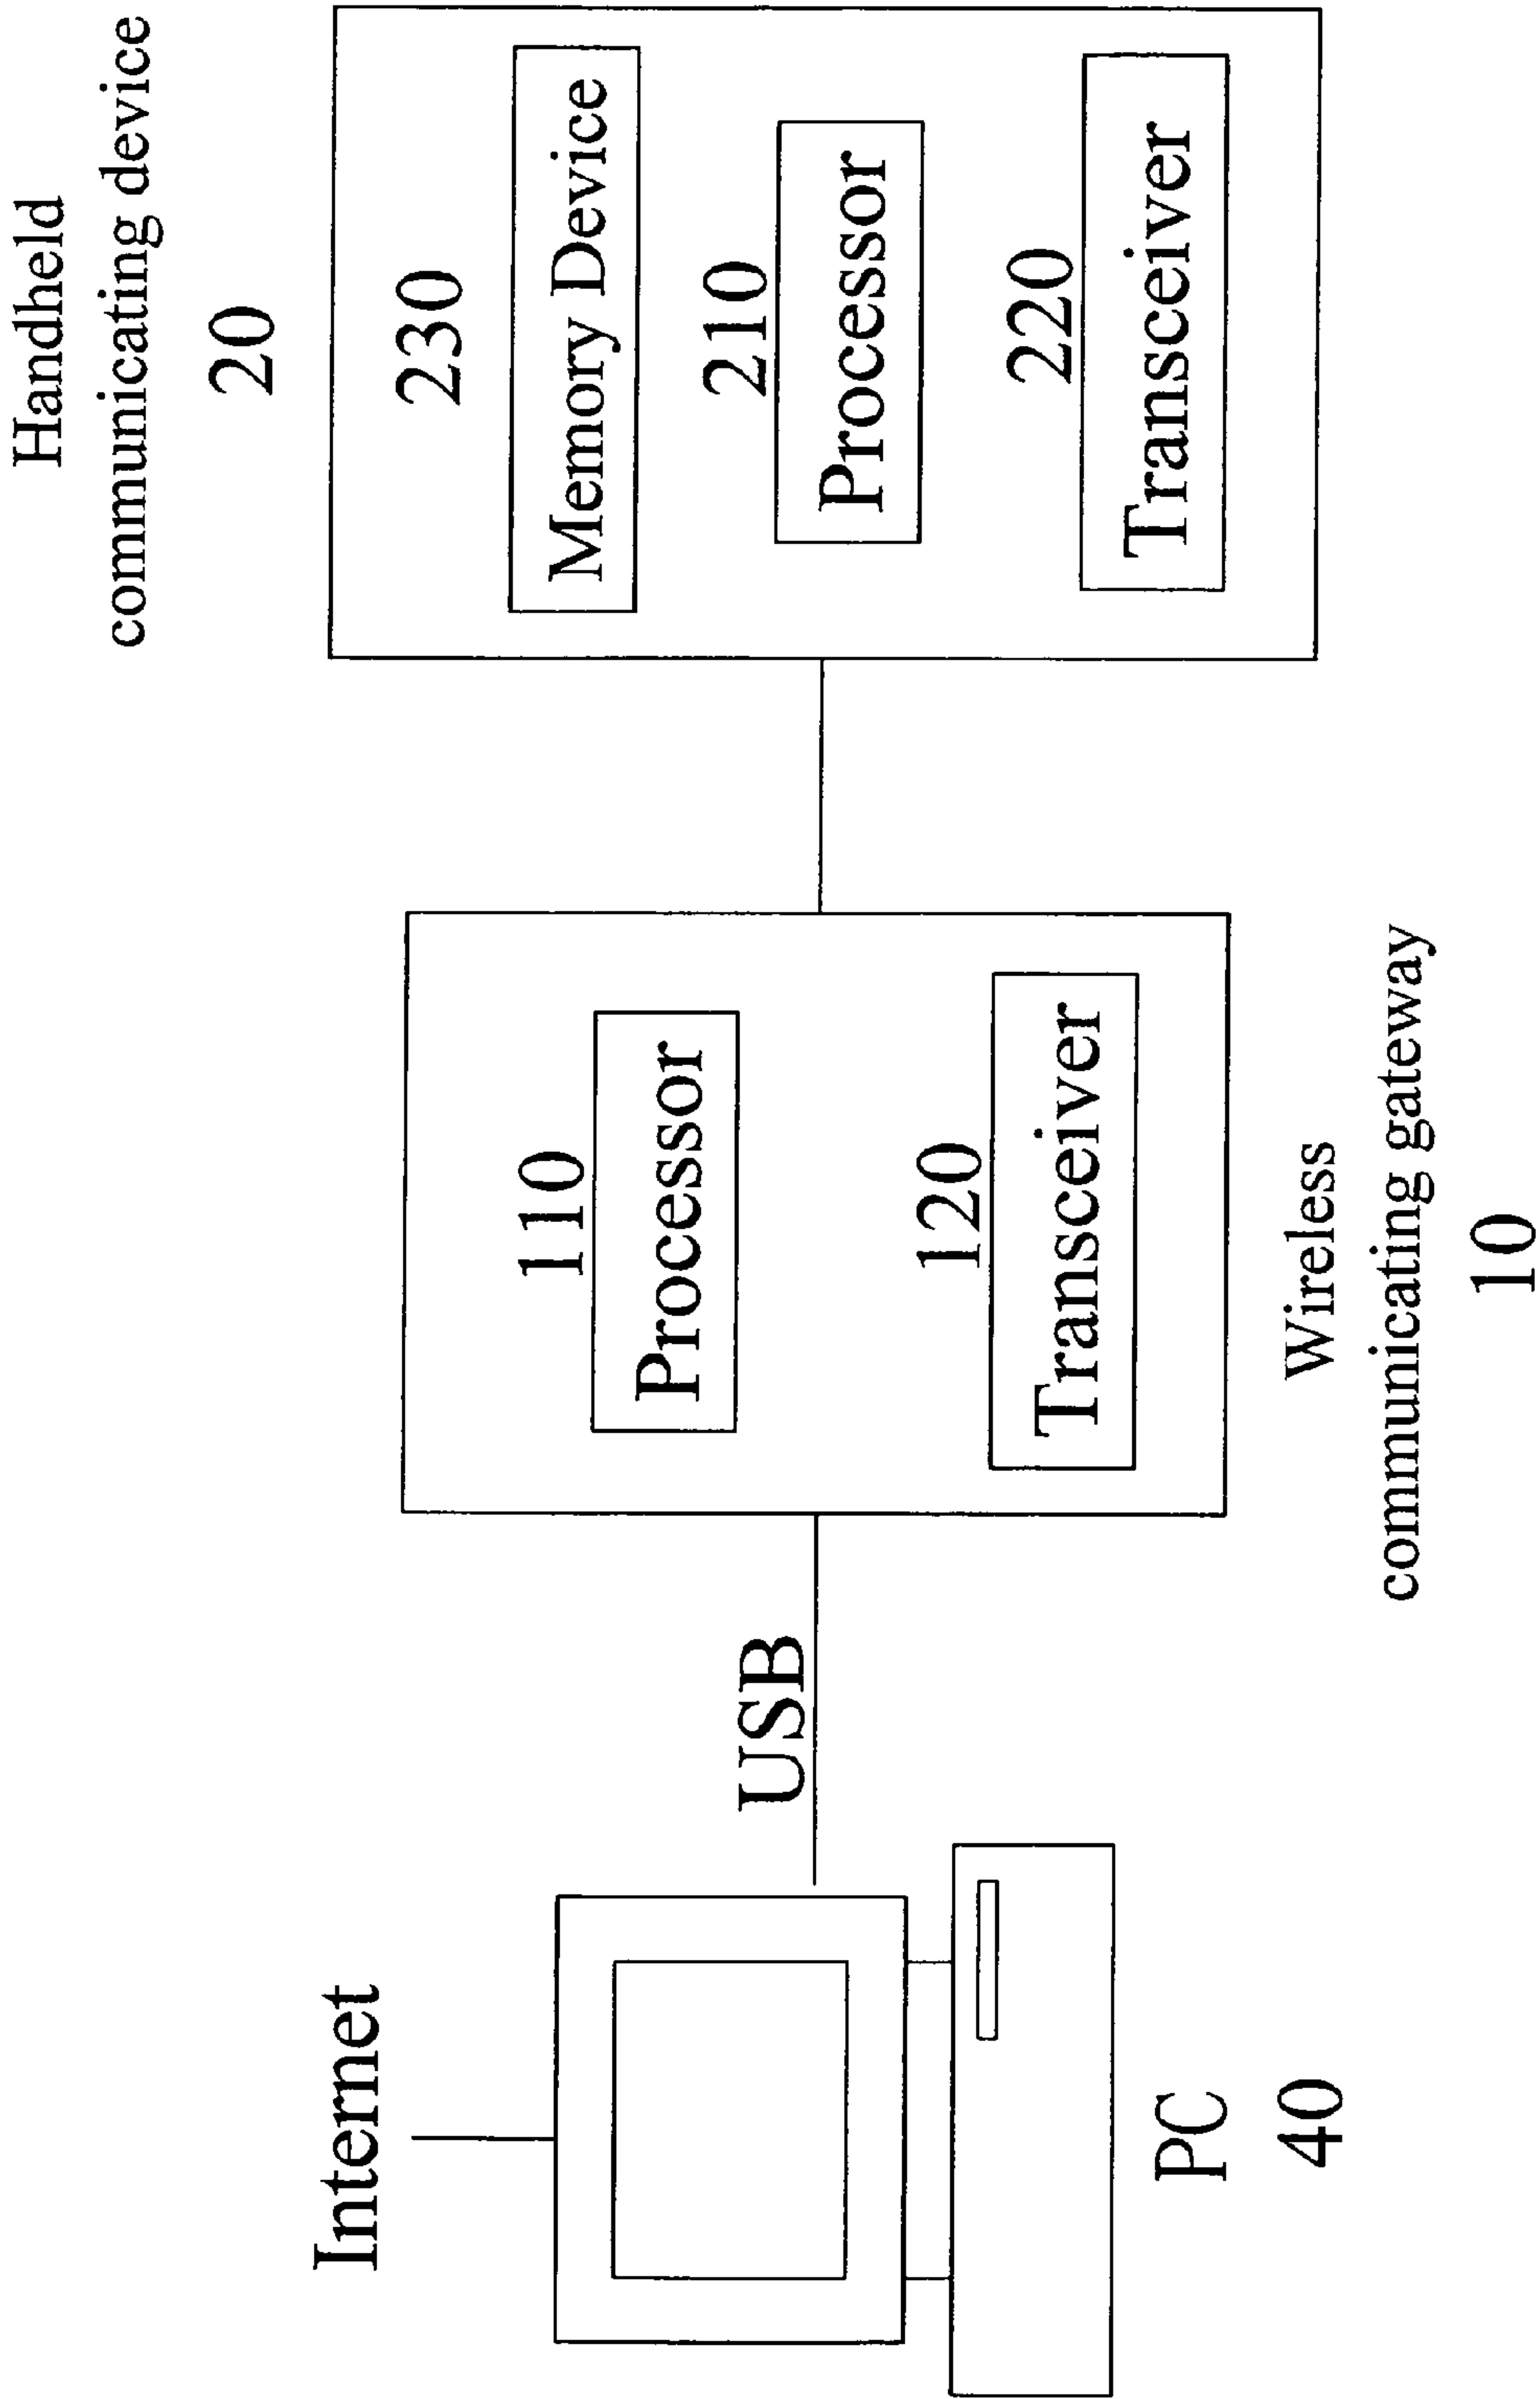 Internet
USB
PC
40
110
Processor
120
Transceiver
Wireless
communicating gateway
10
Handheld
communicating device
20
230
Memory Device
210
Processor
220
Transceiver